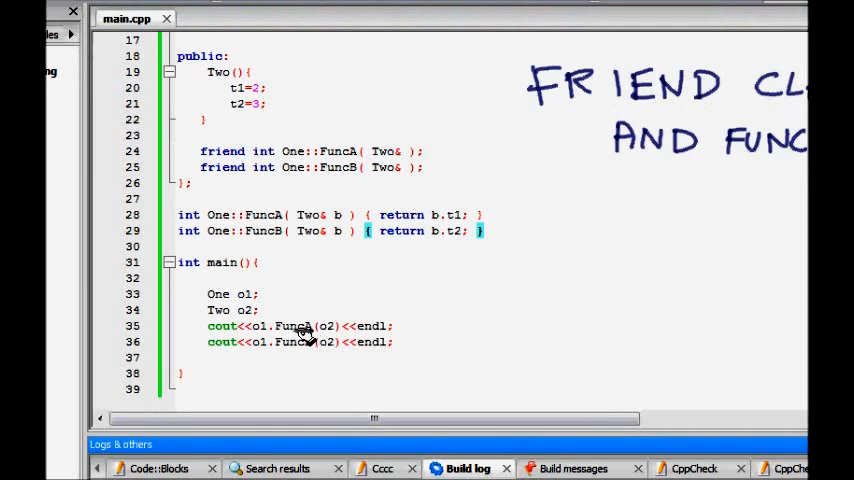 main.cpp
les
ng
17
18 public:
19 Two(){
20 t1=2;
21 t2=3;
22 }
23
24 friend int One::FuncA( Two& );
25 friend int One::FuncB( Two& );
26 };
27
28 int One::FuncA( Two& b ) { return b.t1; }
29 int One::FuncB( Two& b ) { return b.t2; }
30
31 int main(){
32
33 One o1;
34 Two o2;
35 cout<<o1.FuncA(o2)<<endl;
36 cout<<o1.FuncB(o2)<<endl;
37
38 }
39
FRIEND CL
AND FUNC
Logs & others
Code::Blocks Search results Cccc Build log Build messages CppCheck CppChe